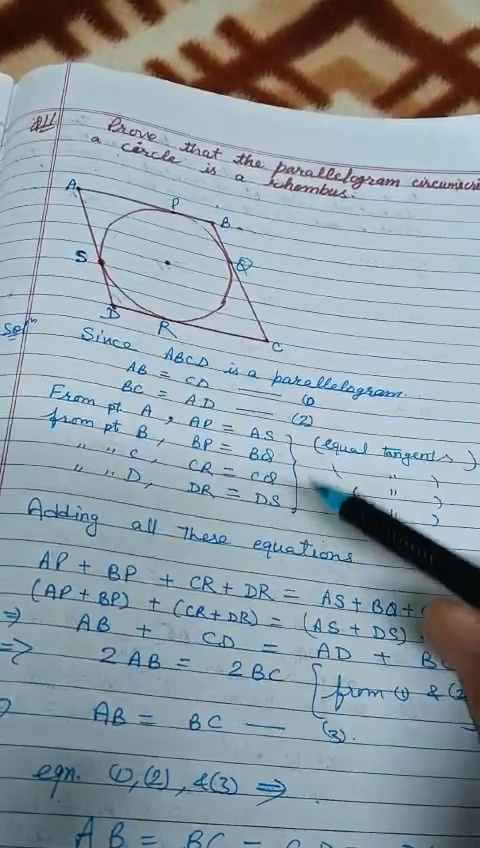 Prove that the parallelogram
a circle is a rhombus.
A
P
B
S
Q
D
R
C
Solⁿ Since ABCD is a parallelogram.
AB = CD — (1)
BC = AD — (2)
From pt A, AP = AS
from pt B, BP = BQ (equal tangents)
" " C, CR = CQ ( " )
" " D, DR = DS ( " )
Adding all these equations
AP + BP + CR + DR = AS + BQ +
(AP + BP) + (CR + DR) = (AS + DS)
⇒ AB + CD = AD + BC
⇒ 2AB = 2BC [from (1) & (2)
AB = BC — (3).
eqn. (1), (2), & (3) ⇒
AB = BC =